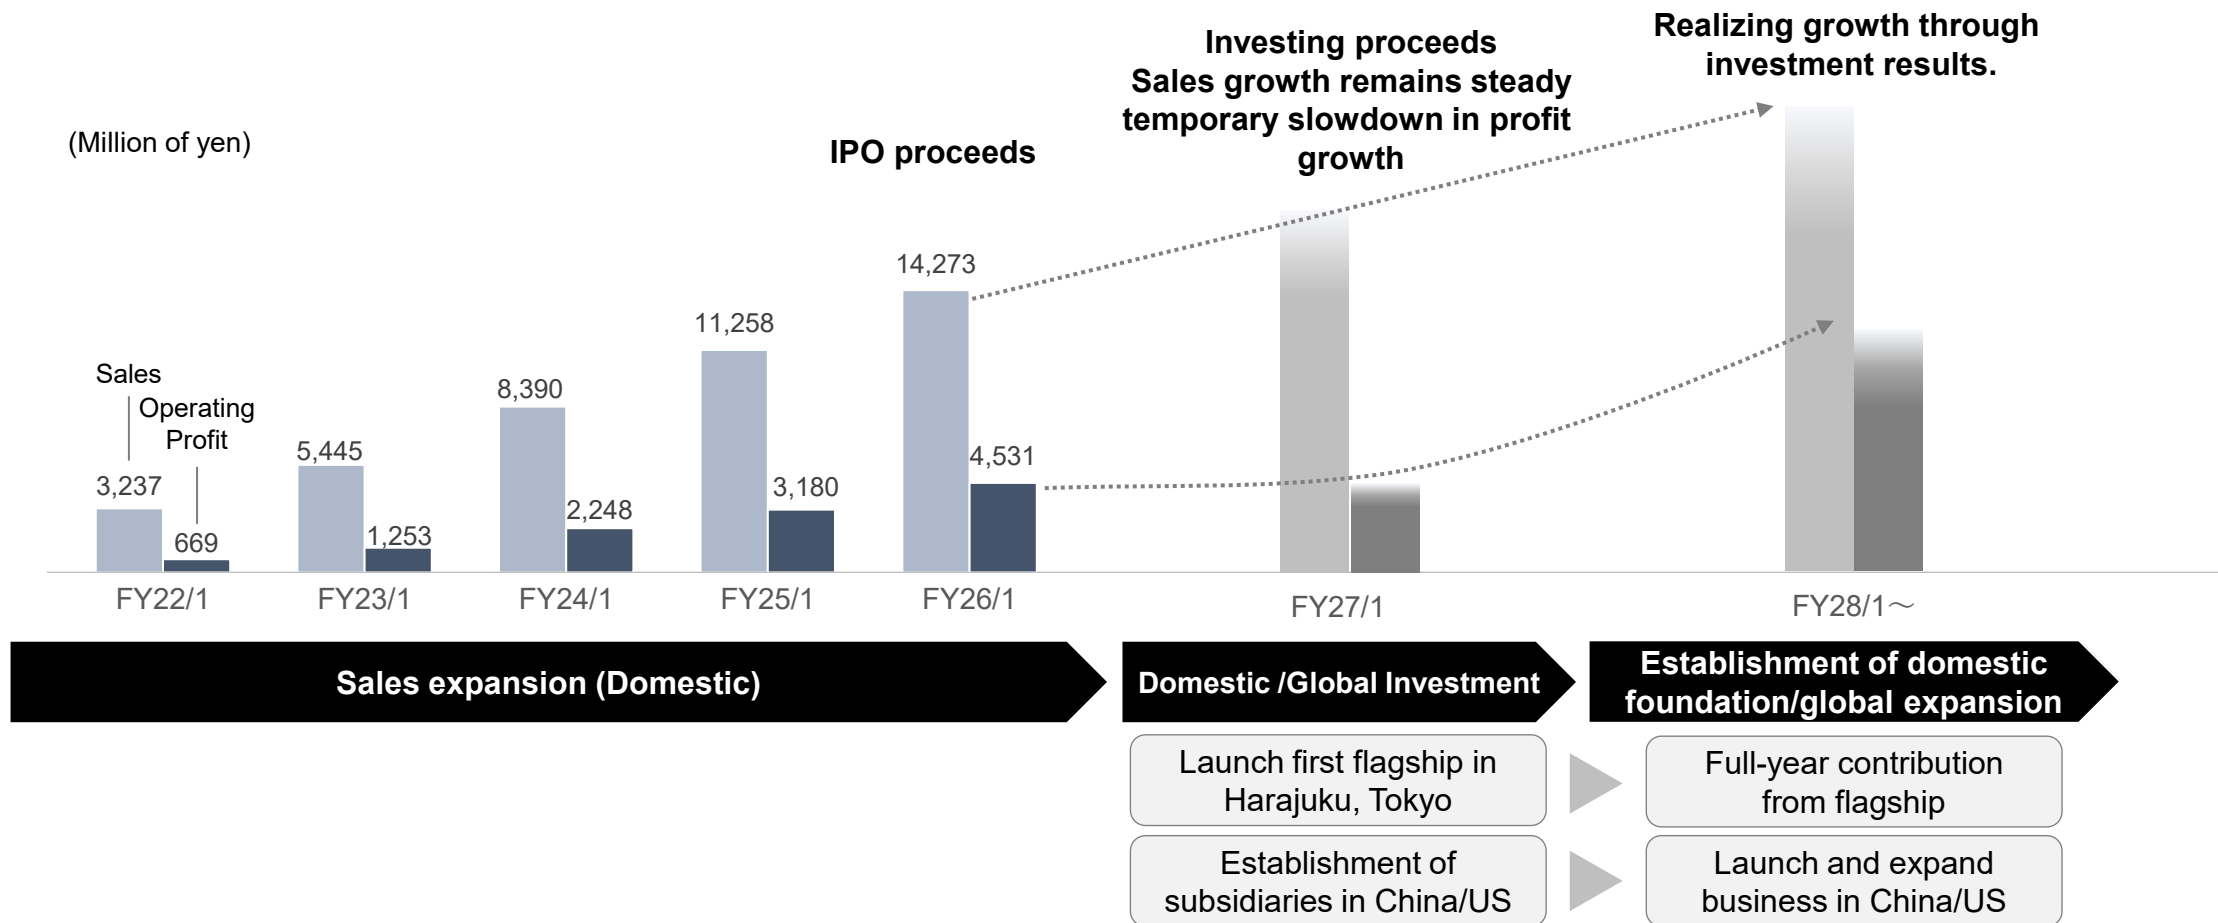 Realizing growth through
investment results.
Investing proceeds
Sales growth remains steady
temporary slowdown in profit
growth
(Million of yen)
IPO proceeds
Sales
Operating
Profit
3,237
669
5,445
1,253
8,390
2,248
11,258
3,180
14,273
4,531
FY22/1
FY23/1
FY24/1
FY25/1
FY26/1
FY27/1
FY28/1～
Sales expansion (Domestic)
Domestic /Global Investment
Establishment of domestic
foundation/global expansion
Launch first flagship in
Harajuku, Tokyo
Full-year contribution
from flagship
Establishment of
subsidiaries in China/US
Launch and expand
business in China/US